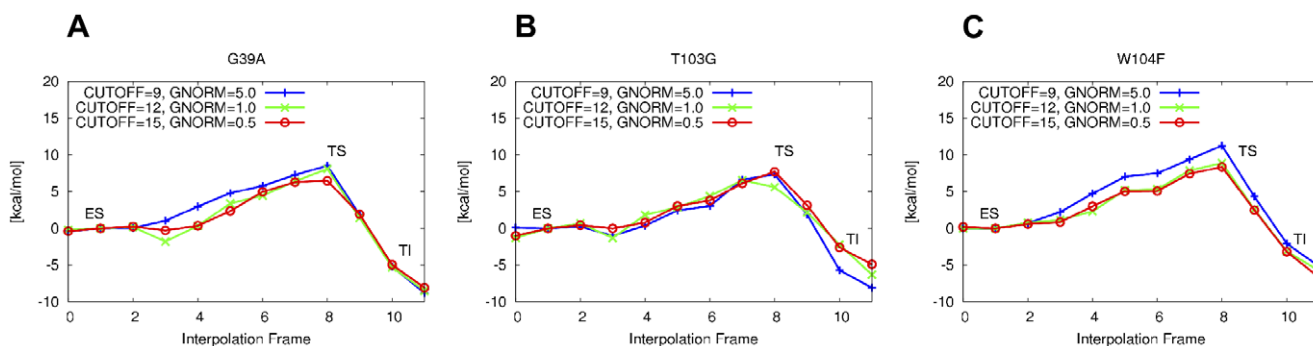 A
G39A
20
15
10
5
0
-5
-10
[kcal/mol]
CUTOFF=9, GNORM=5.0
CUTOFF=12, GNORM=1.0
CUTOFF=15, GNORM=0.5
ES
TS
TI
0 2 4 6 8 10
Interpolation Frame
B
T103G
20
15
10
5
0
-5
-10
[kcal/mol]
CUTOFF=9, GNORM=5.0
CUTOFF=12, GNORM=1.0
CUTOFF=15, GNORM=0.5
ES
TS
TI
0 2 4 6 8 10
Interpolation Frame
C
W104F
20
15
10
5
0
-5
-10
[kcal/mol]
CUTOFF=9, GNORM=5.0
CUTOFF=12, GNORM=1.0
CUTOFF=15, GNORM=0.5
ES
TS
TI
0 2 4 6 8 10
Interpolation Frame